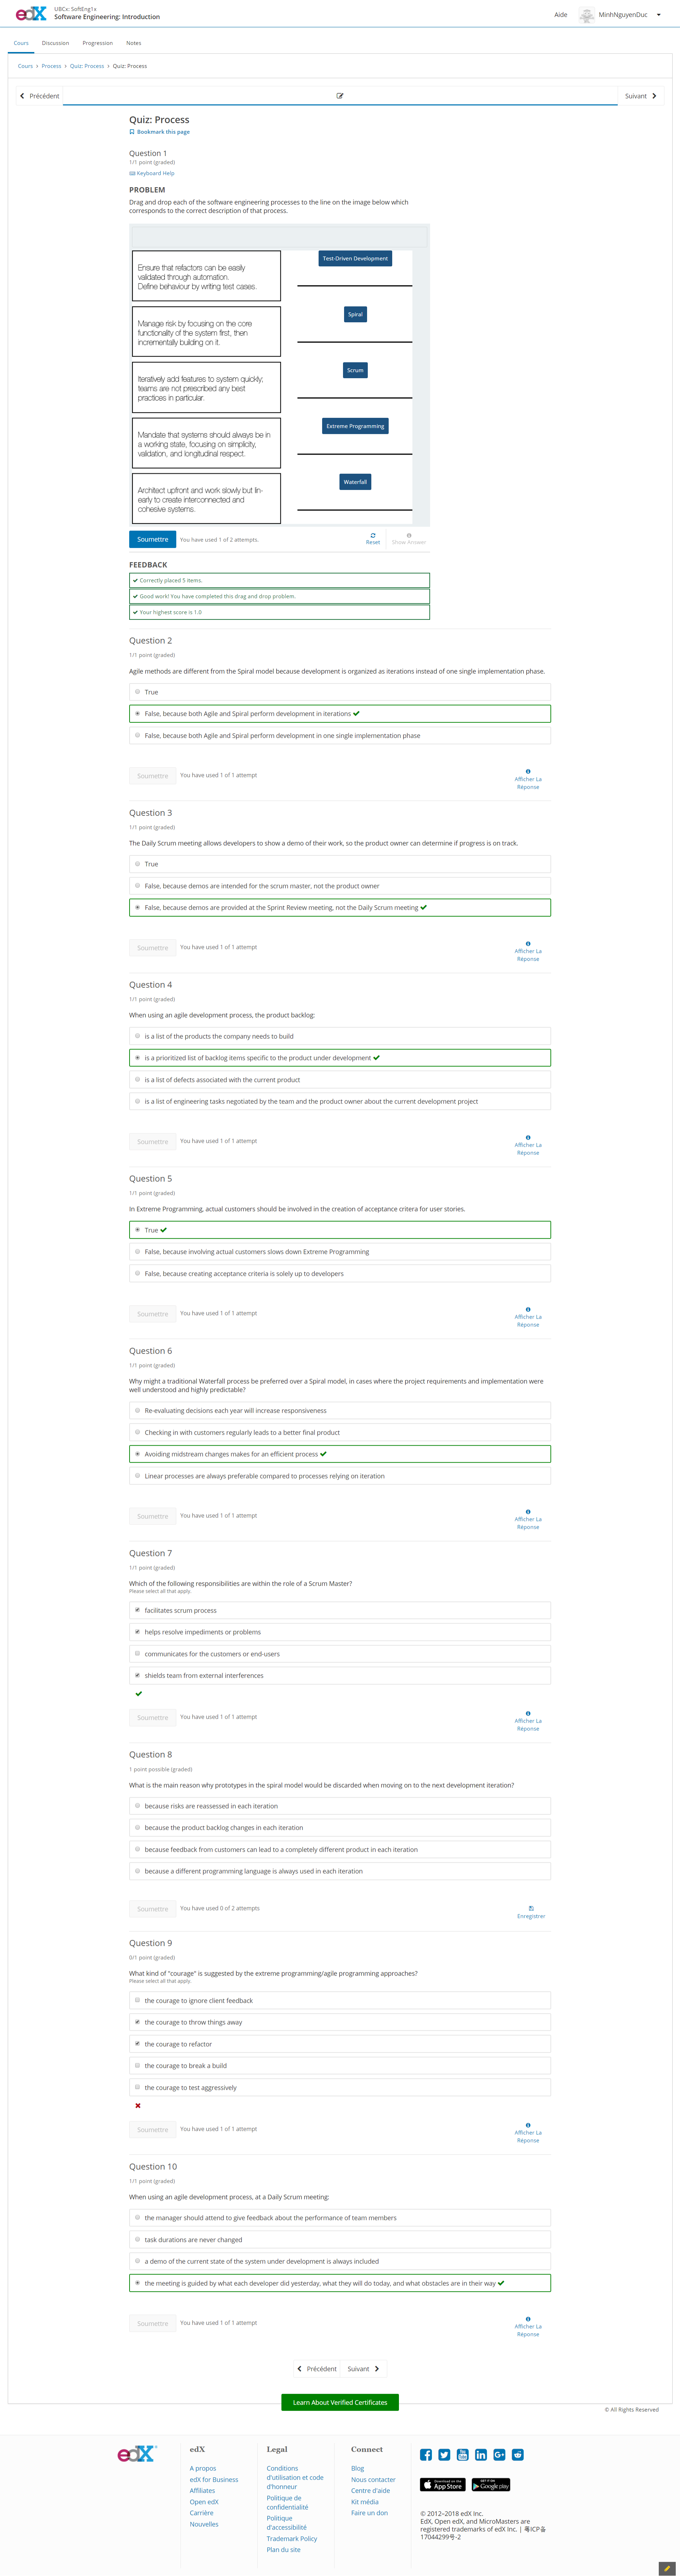 edX
UBCx: SoftEng1x
Software Engineering: Introduction
Aide
MinhNguyenDuc
Cours
Discussion
Progression
Notes
Cours > Process > Quiz: Process > Quiz: Process
Précédent
Suivant
Quiz: Process
Bookmark this page
Question 1
1/1 point (graded)
Keyboard Help
PROBLEM
Drag and drop each of the software engineering processes to the line on the image below which
corresponds to the correct description of that process.
Ensure that refactors can be easily
validated through automation.
Define behaviour by writing test cases.
Test-Driven Development
Manage risk by focusing on the core
functionality of the system first, then
incrementally building on it.
Spiral
Iteratively add features to system quickly;
teams are not prescribed any best
practices in particular.
Scrum
Mandate that systems should always be in
a working state, focusing on simplicity,
validation, and longitudinal respect.
Extreme Programming
Architect upfront and work slowly but lin-
early to create interconnected and
cohesive systems.
Waterfall
Soumettre
You have used 1 of 2 attempts.
Reset
Show Answer
FEEDBACK
Correctly placed 5 items.
Good work! You have completed this drag and drop problem.
Your highest score is 1.0
Question 2
1/1 point (graded)
Agile methods are different from the Spiral model because development is organized as iterations instead of one single implementation phase.
True
False, because both Agile and Spiral perform development in iterations
False, because both Agile and Spiral perform development in one single implementation phase
Soumettre
You have used 1 of 1 attempt
Afficher La
Réponse
Question 3
1/1 point (graded)
The Daily Scrum meeting allows developers to show a demo of their work, so the product owner can determine if progress is on track.
True
False, because demos are intended for the scrum master, not the product owner
False, because demos are provided at the Sprint Review meeting, not the Daily Scrum meeting
Soumettre
You have used 1 of 1 attempt
Afficher La
Réponse
Question 4
1/1 point (graded)
When using an agile development process, the product backlog:
is a list of the products the company needs to build
is a prioritized list of backlog items specific to the product under development
is a list of defects associated with the current product
is a list of engineering tasks negotiated by the team and the product owner about the current development project
Soumettre
You have used 1 of 1 attempt
Afficher La
Réponse
Question 5
1/1 point (graded)
In Extreme Programming, actual customers should be involved in the creation of acceptance critera for user stories.
True
False, because involving actual customers slows down Extreme Programming
False, because creating acceptance criteria is solely up to developers
Soumettre
You have used 1 of 1 attempt
Afficher La
Réponse
Question 6
1/1 point (graded)
Why might a traditional Waterfall process be preferred over a Spiral model, in cases where the project requirements and implementation were
well understood and highly predictable?
Re-evaluating decisions each year will increase responsiveness
Checking in with customers regularly leads to a better final product
Avoiding midstream changes makes for an efficient process
Linear processes are always preferable compared to processes relying on iteration
Soumettre
You have used 1 of 1 attempt
Afficher La
Réponse
Question 7
1/1 point (graded)
Which of the following responsibilities are within the role of a Scrum Master?
Please select all that apply.
facilitates scrum process
helps resolve impediments or problems
communicates for the customers or end-users
shields team from external interferences
Soumettre
You have used 1 of 1 attempt
Afficher La
Réponse
Question 8
1 point possible (graded)
What is the main reason why prototypes in the spiral model would be discarded when moving on to the next development iteration?
because risks are reassessed in each iteration
because the product backlog changes in each iteration
because feedback from customers can lead to a completely different product in each iteration
because a different programming language is always used in each iteration
Soumettre
You have used 0 of 2 attempts
Enregistrer
Question 9
0/1 point (graded)
What kind of "courage" is suggested by the extreme programming/agile programming approaches?
Please select all that apply.
the courage to ignore client feedback
the courage to throw things away
the courage to refactor
the courage to break a build
the courage to test aggressively
Soumettre
You have used 1 of 1 attempt
Afficher La
Réponse
Question 10
1/1 point (graded)
When using an agile development process, at a Daily Scrum meeting:
the manager should attend to give feedback about the performance of team members
task durations are never changed
a demo of the current state of the system under development is always included
the meeting is guided by what each developer did yesterday, what they will do today, and what obstacles are in their way
Soumettre
You have used 1 of 1 attempt
Afficher La
Réponse
Précédent
Suivant
Learn About Verified Certificates
© All Rights Reserved
edX
edX
A propos
edX for Business
Affiliates
Open edX
Carrière
Nouvelles
Legal
Conditions
d'utilisation et code
d'honneur
Politique de
confidentialité
Politique
d'accessibilité
Trademark Policy
Plan du site
Connect
Blog
Nous contacter
Centre d'aide
Kit média
Faire un don
Download on the
App Store
GET IT ON
Google play
© 2012–2018 edX Inc.
EdX, Open edX, and MicroMasters are
registered trademarks of edX Inc. | 粤ICP备
17044299号-2